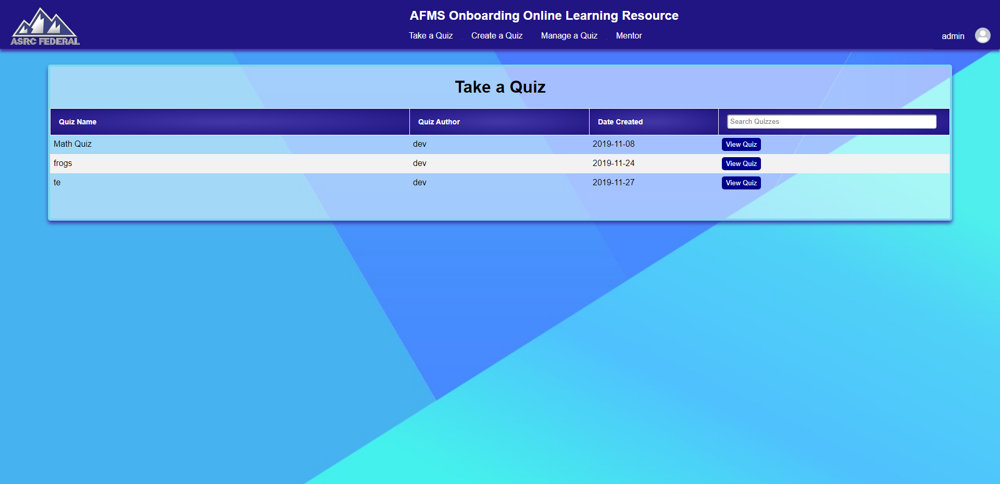 AFMS Onboarding Online Learning Resource
ASRC FEDERAL
Take a Quiz Create a Quiz Manage a Quiz Mentor admin
Take a Quiz
Quiz Name Quiz Author Date Created Search Quizzes
Math Quiz dev 2019-11-08 View Quiz
frogs dev 2019-11-24 View Quiz
te dev 2019-11-27 View Quiz